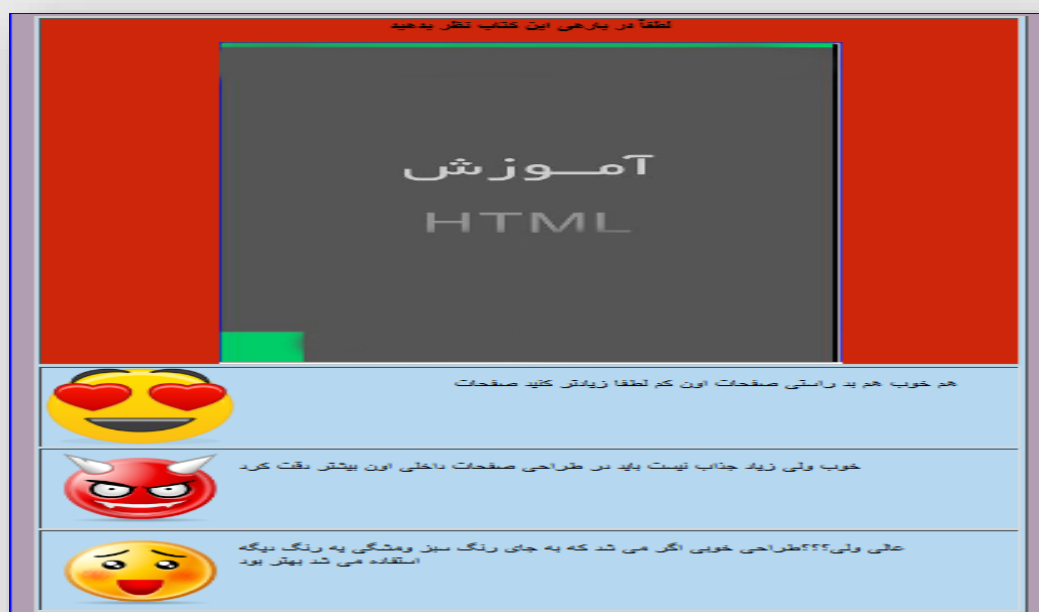 لطفاً در بارهی این کتاب نظر بدهید
آمـــوزش
HTML
هم خوب هم بد راستی صفحات اون کم لطفا زیادتر کنید صفحات
خوب ولی زیاد جذاب نیست باید در طراحی صفحات داخلی اون بیشتر دقت کرد
عالی ولی؟؟؟طراحی خوبی اگر می شد که به جای رنگ سبز ومشگی یه رنگ دیگه
استفاده می شد بهتر بود